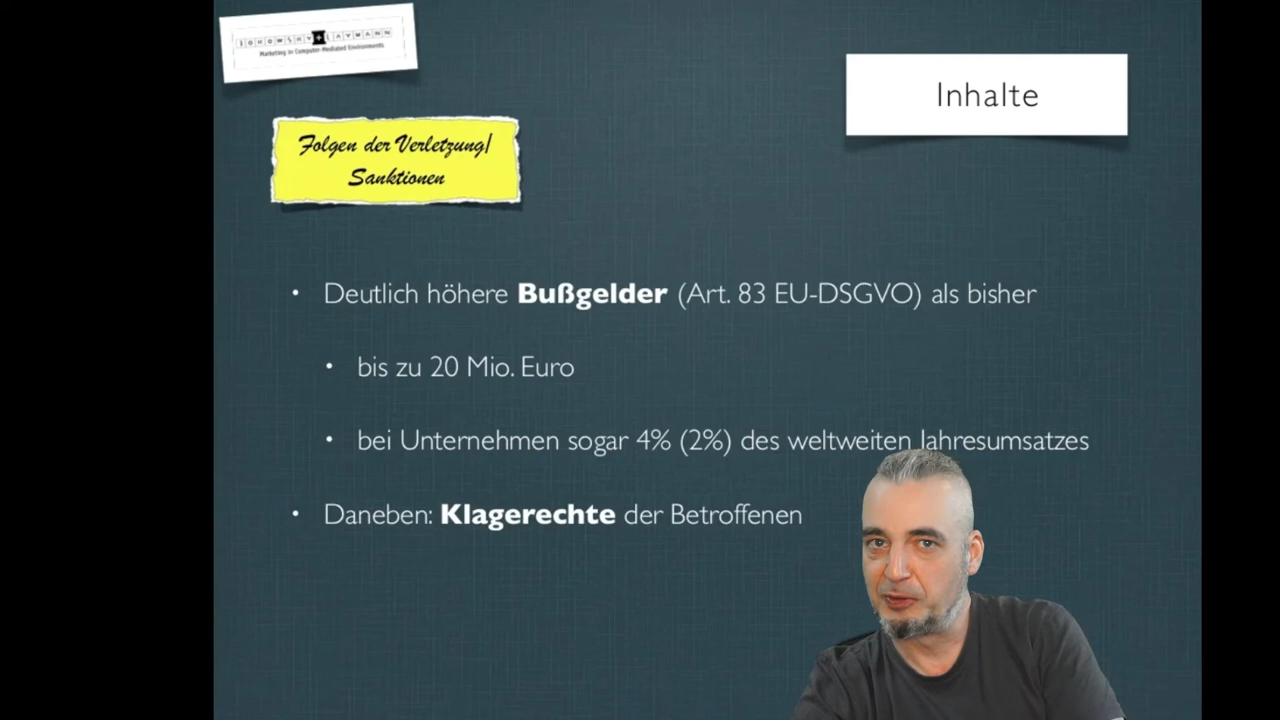 Marketing in Computer-Mediated Environments
Inhalte
Folgen der Verletzung/
Sanktionen
• Deutlich höhere Bußgelder (Art. 83 EU-DSGVO) als bisher
• bis zu 20 Mio. Euro
• bei Unternehmen sogar 4% (2%) des weltweiten Jahresumsatzes
• Daneben: Klagerechte der Betroffenen